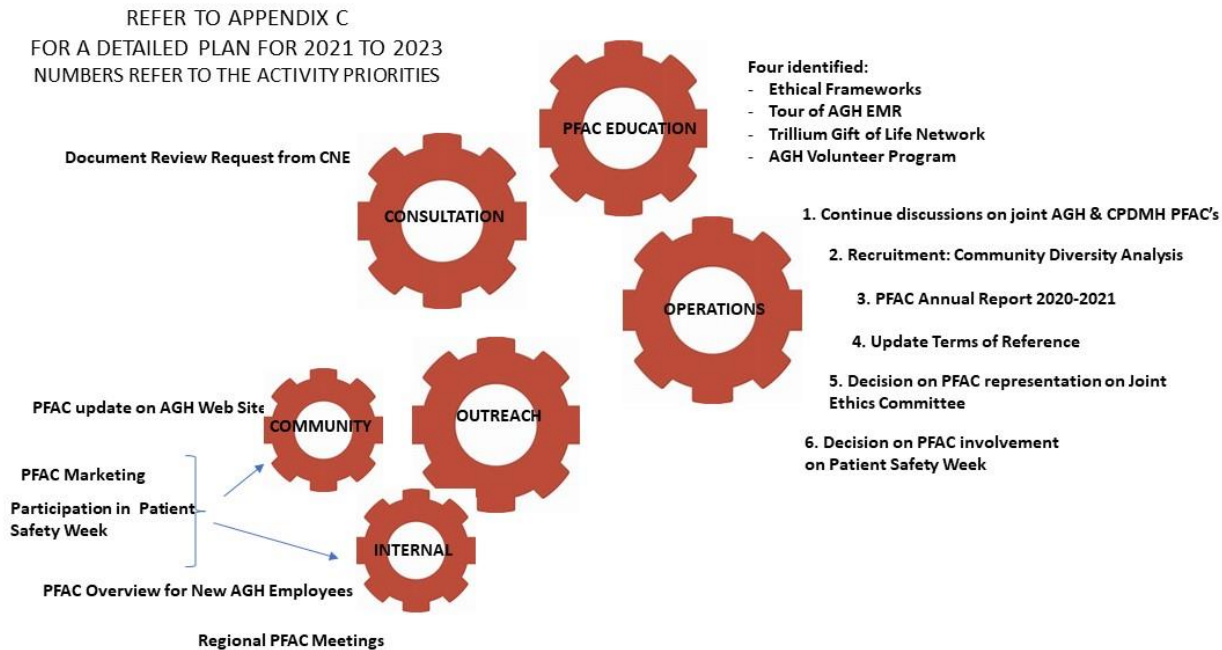 REFER TO APPENDIX C
FOR A DETAILED PLAN FOR 2021 TO 2023
NUMBERS REFER TO THE ACTIVITY PRIORITIES
PFAC EDUCATION
Four identified:
- Ethical Frameworks
- Tour of AGH EMR
- Trillium Gift of Life Network
- AGH Volunteer Program
Document Review Request from CNE
CONSULTATION
OPERATIONS
1. Continue discussions on joint AGH & CPDMH PFAC's
2. Recruitment: Community Diversity Analysis
3. PFAC Annual Report 2020-2021
4. Update Terms of Reference
5. Decision on PFAC representation on Joint
Ethics Committee
6. Decision on PFAC involvement
on Patient Safety Week
OUTREACH
COMMUNITY
PFAC update on AGH Web Site
PFAC Marketing
Participation in Patient
Safety Week
INTERNAL
PFAC Overview for New AGH Employees
Regional PFAC Meetings